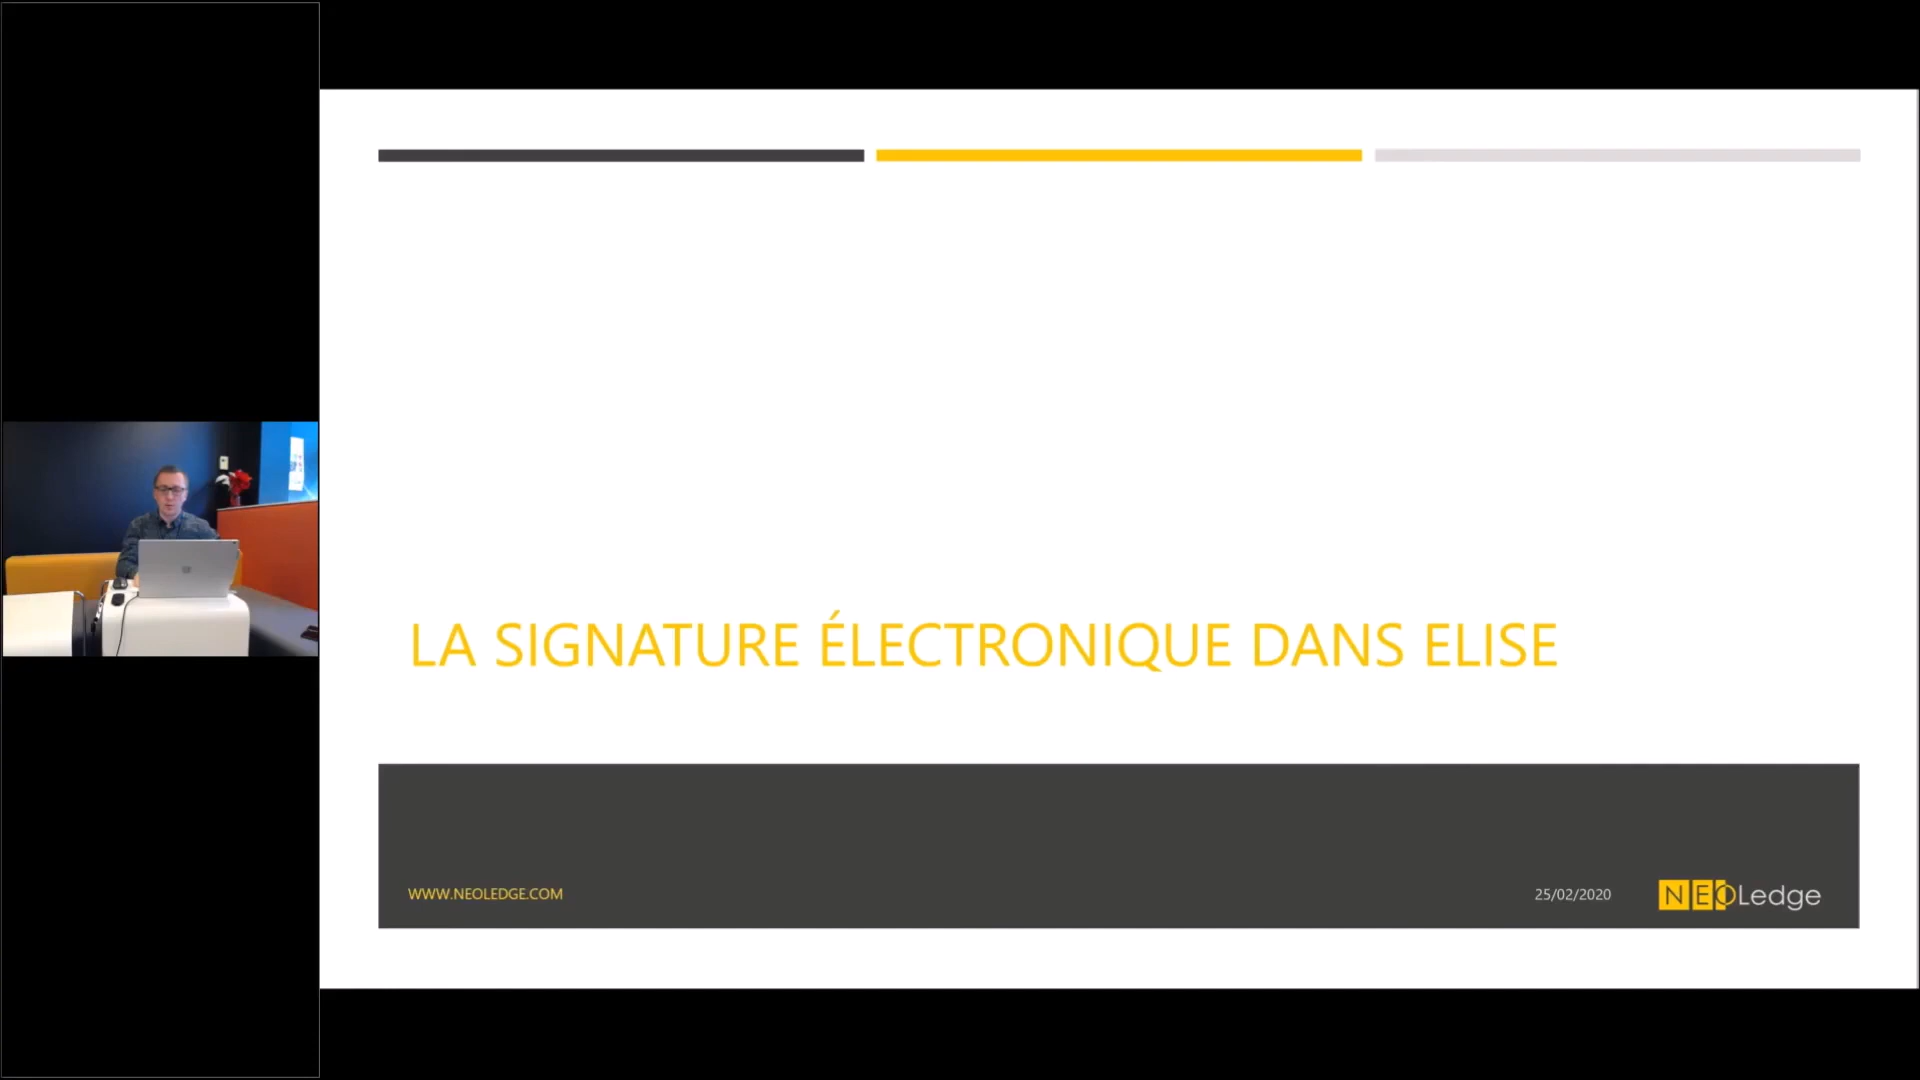 LA SIGNATURE ÉLECTRONIQUE DANS ELISE
WWW.NEOLEDGE.COM
25/02/2020
NEOLedge